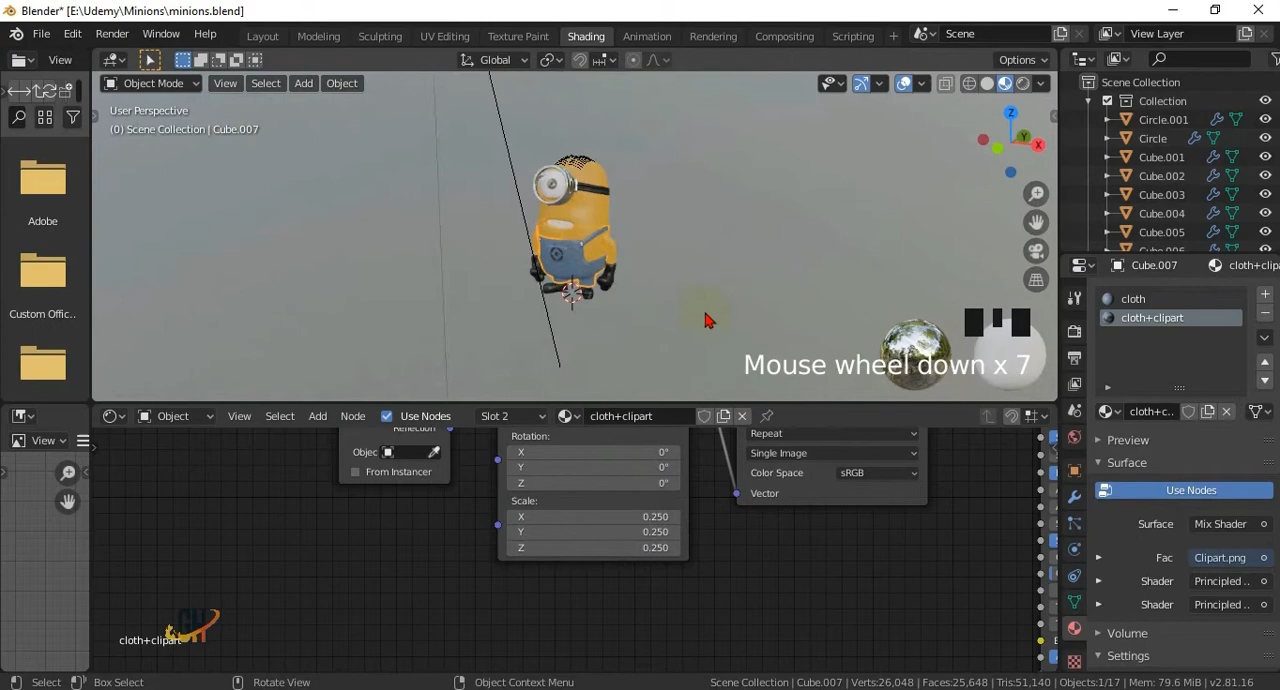 Blender* [E:\Udemy\Minions\minions.blend]
File Edit Render Window Help Layout Modeling Sculpting UV Editing Texture Paint Shading Animation Rendering Compositing Scripting + Scene View Layer
View Global Options
Object Mode View Select Add Object
Scene Collection
Collection
Circle.001
Circle
Cube.001
Cube.002
Cube.003
Cube.004
Cube.005
User Perspective
(0) Scene Collection | Cube.007
Z
Y
X
Adobe
Custom Offic...
Mouse wheel down x 7
Cube.007 cloth+clipa
cloth
cloth+clipart
cloth+c..
Preview
Surface
Use Nodes
Surface Mix Shader
Fac Clipart.png
Shader Principled ..
Shader Principled ..
Volume
Settings
Object View Select Add Node Use Nodes Slot 2 cloth+clipart
View
Reflection
Objec
From Instancer
Rotation:
X 0°
Y 0°
Z 0°
Scale:
X 0.250
Y 0.250
Z 0.250
Repeat
Single Image
Color Space sRGB
Vector
cloth+clipart
Select Box Select Rotate View Object Context Menu Scene Collection | Cube.007 | Verts:26,048 | Faces:25,648 | Tris:51,140 | Objects:1/17 | Mem: 79.6 MiB | v2.81.16